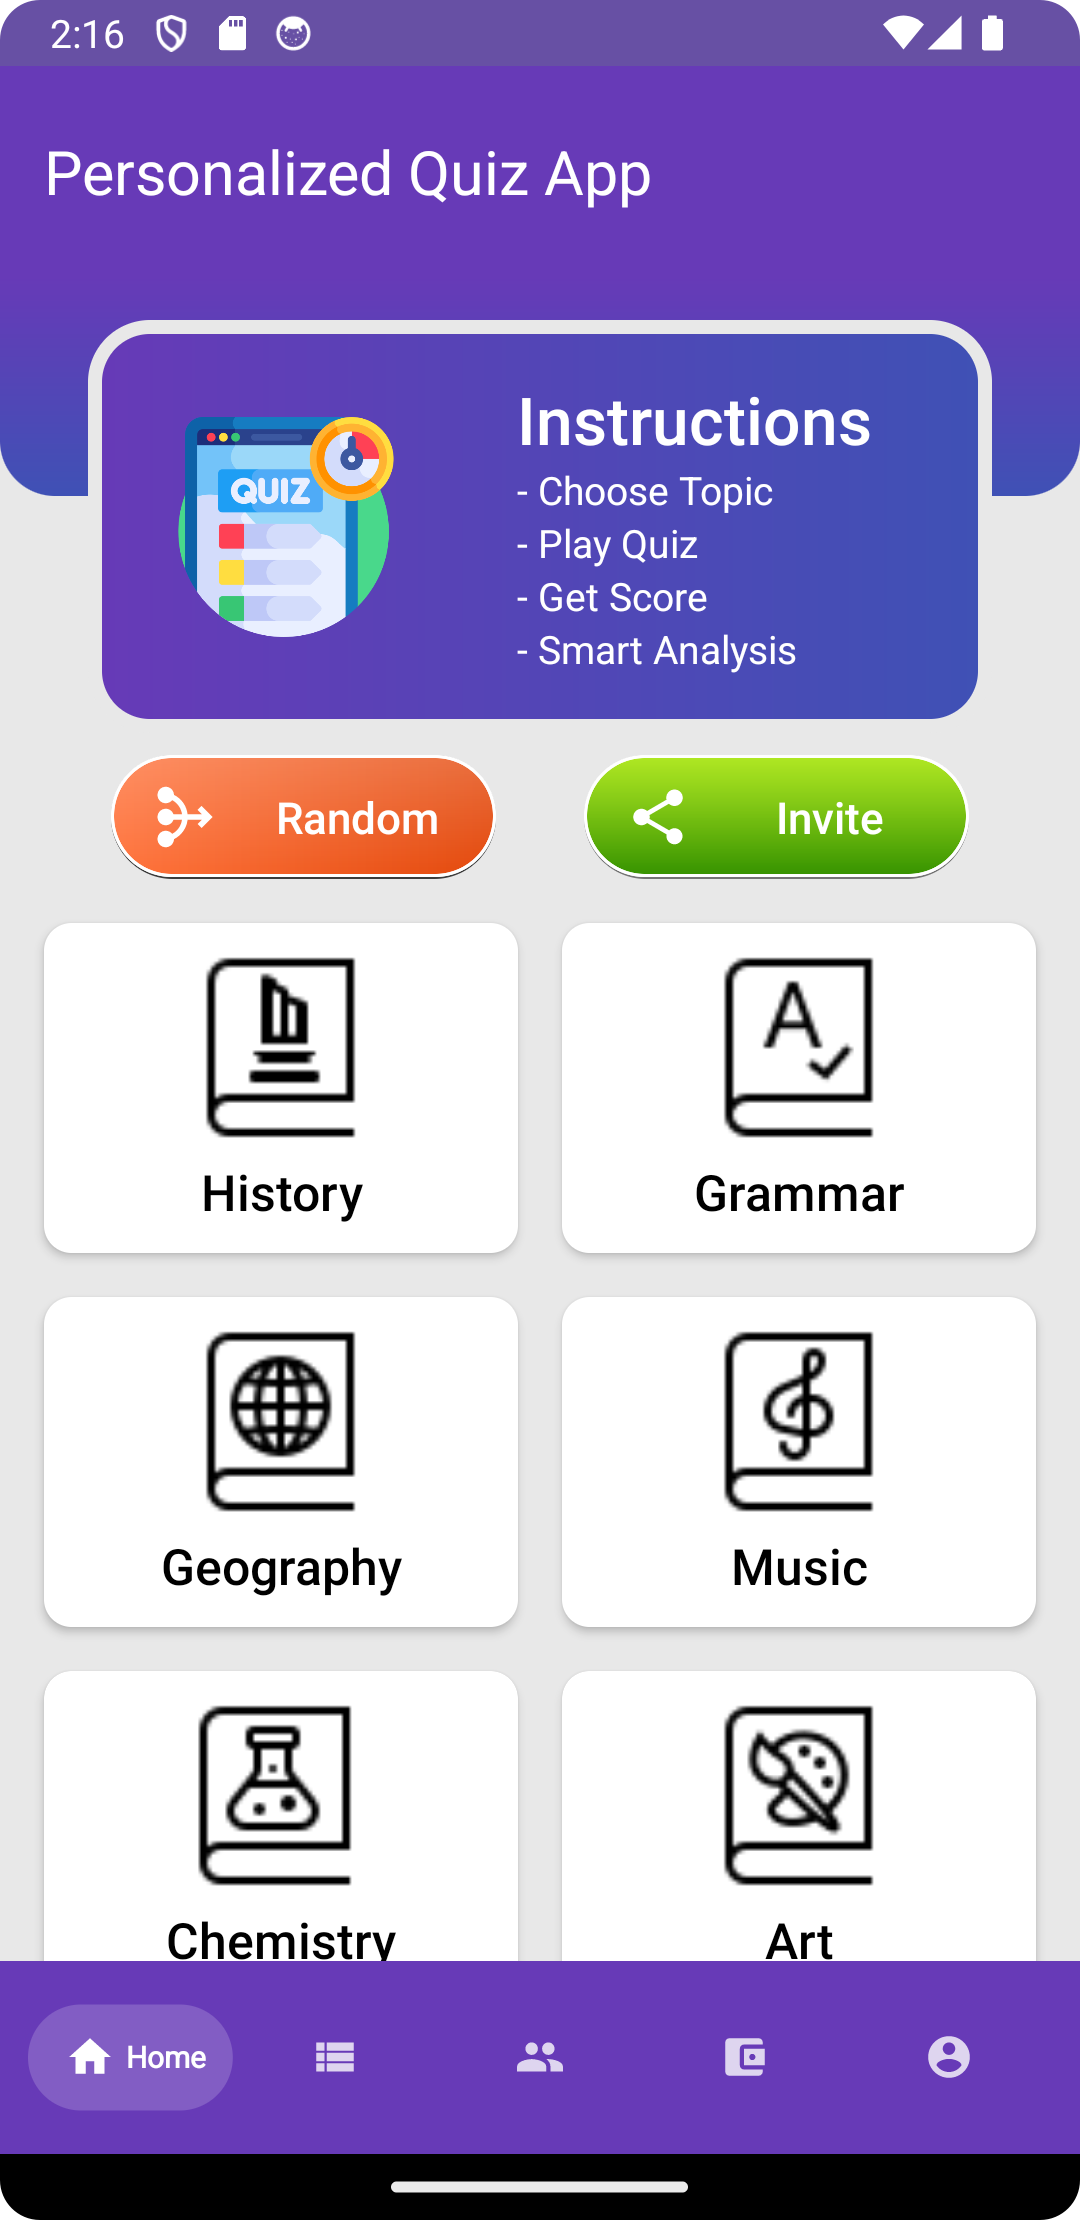 2:16
Personalized Quiz App
QUIZ
Instructions
- Choose Topic
- Play Quiz
- Get Score
- Smart Analysis
Random
Invite
History
Grammar
Geography
Music
Chemistry
Art
Home